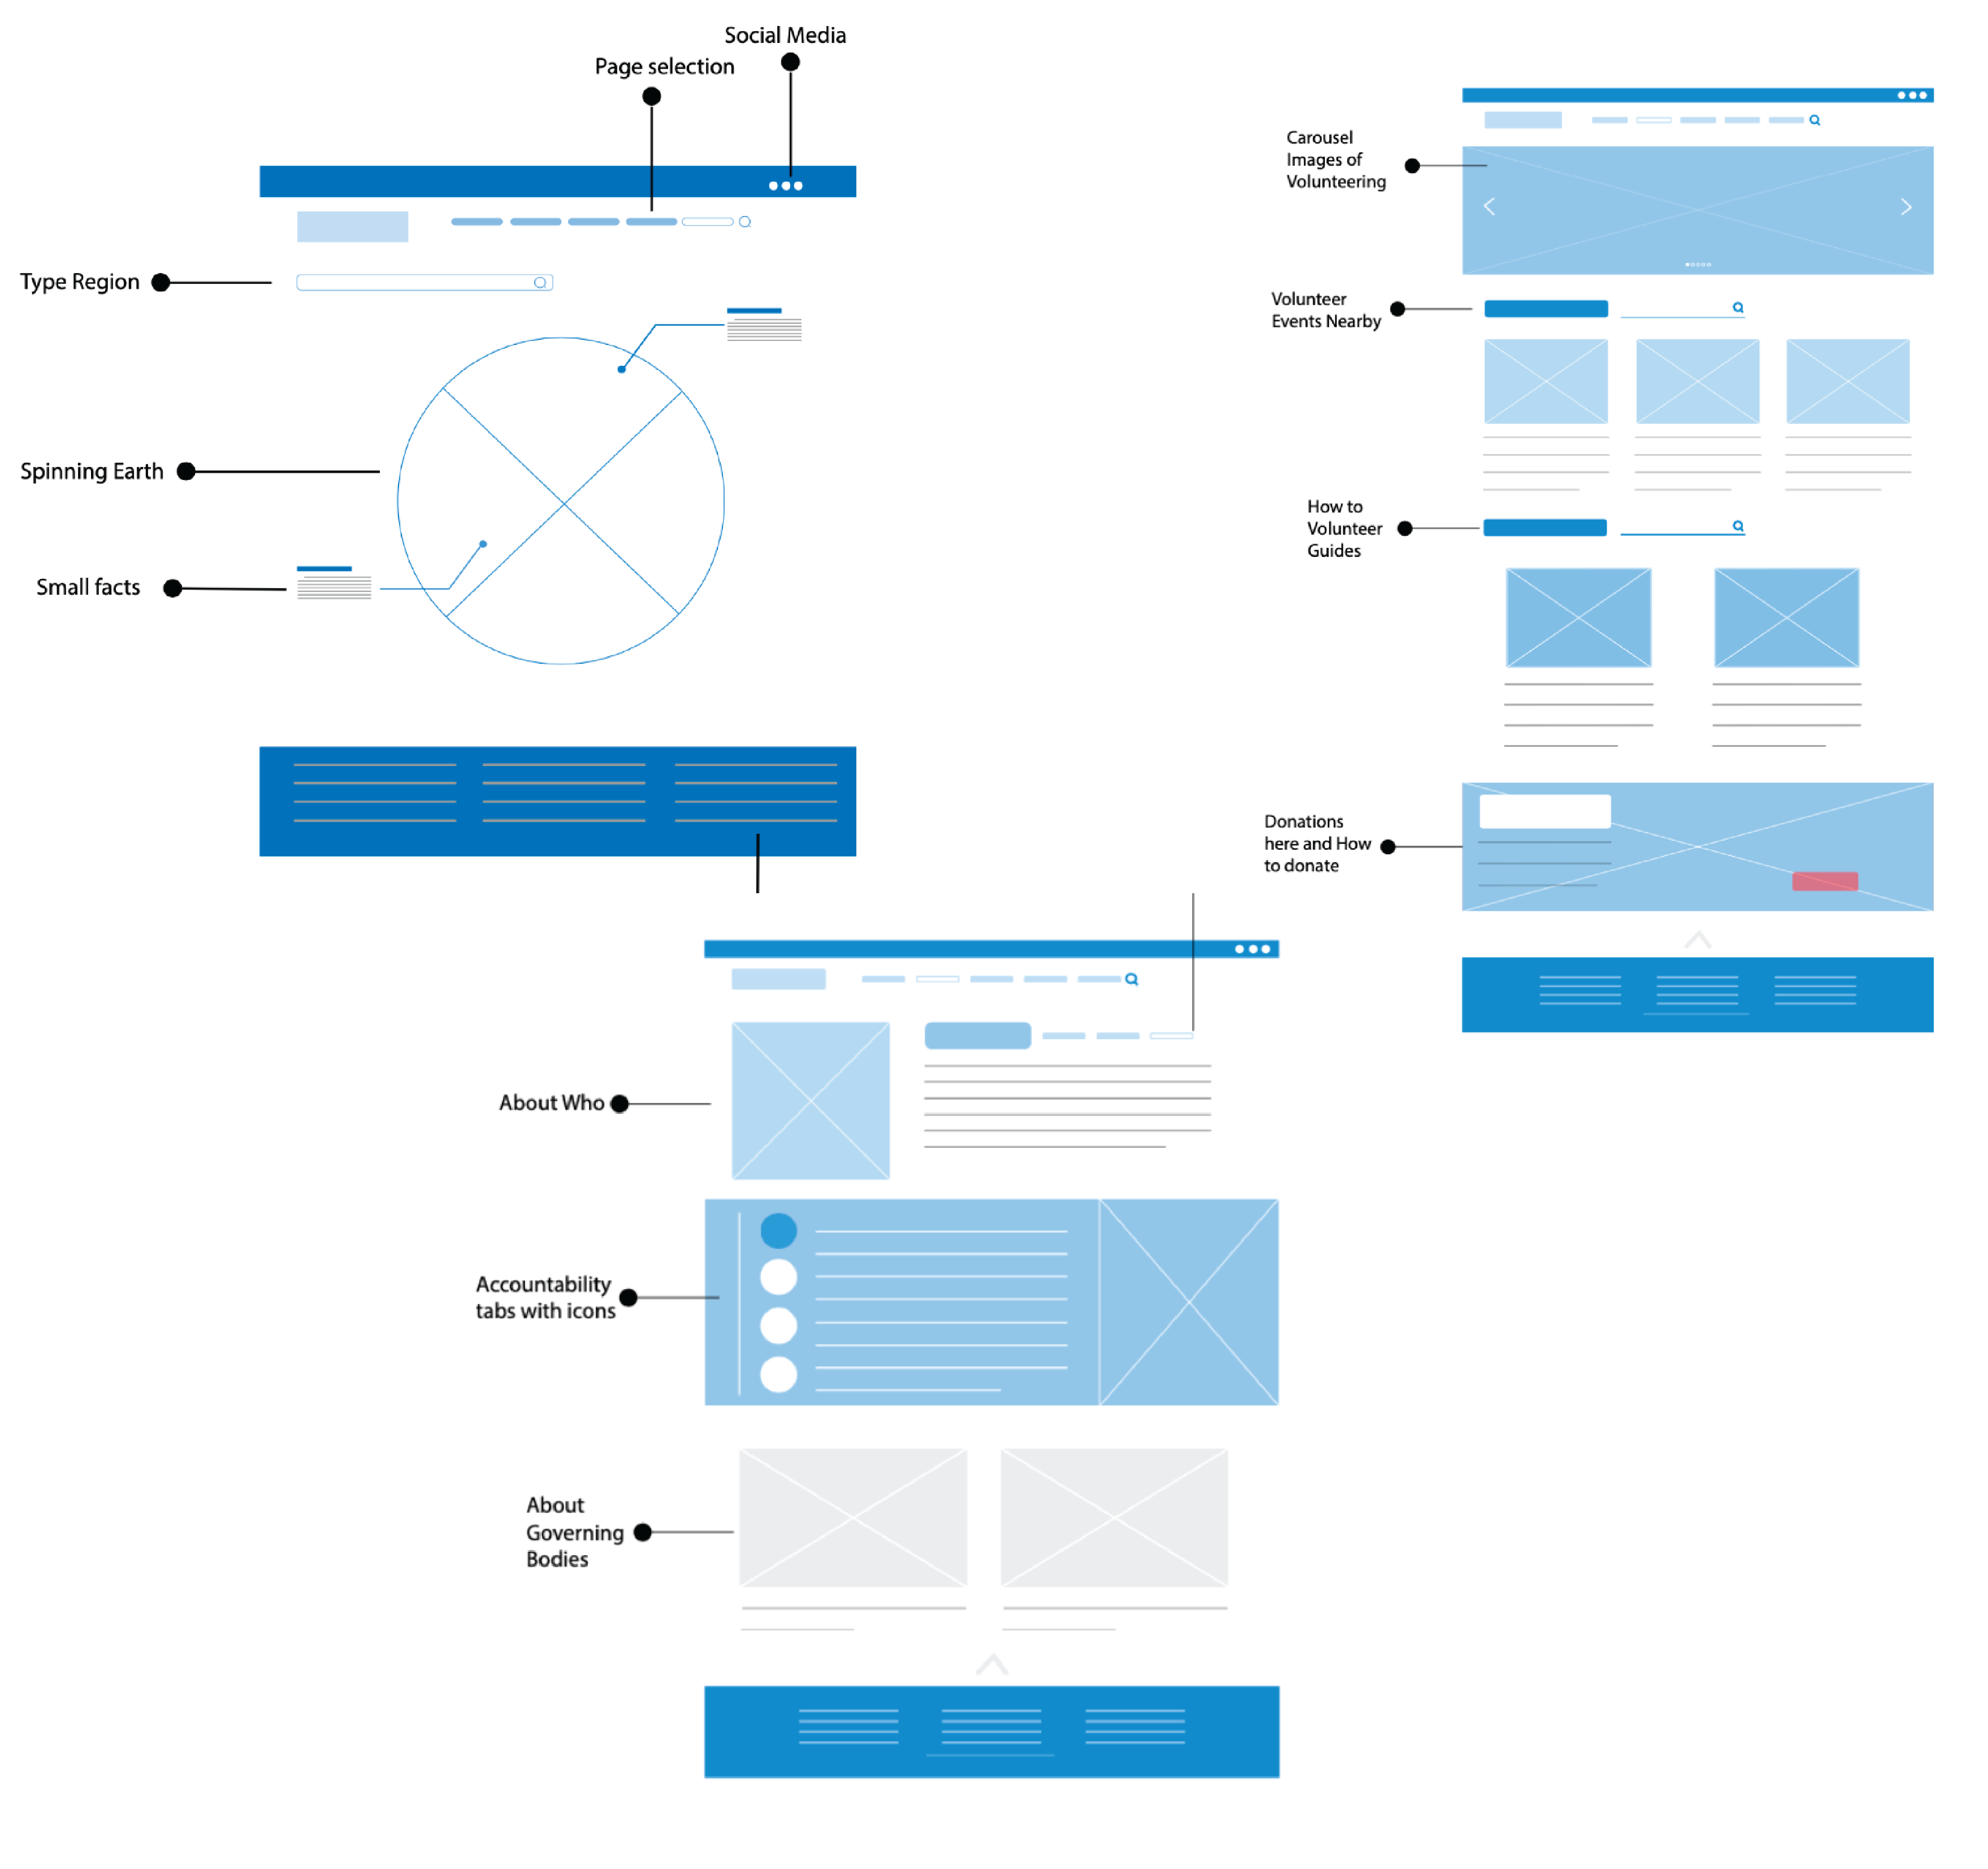 Social Media
Page selection
Type Region
Spinning Earth
Small facts
Carousel
Images of
Volunteering
Volunteer
Events Nearby
How to
Volunteer
Guides
Donations
here and How
to donate
About Who
Accountability
tabs with icons
About
Governing
Bodies